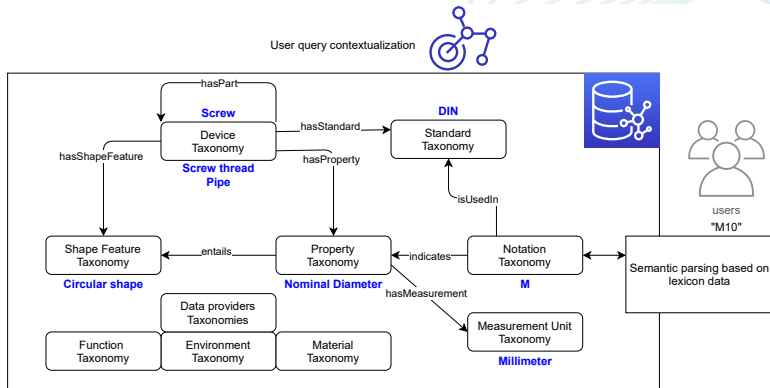 User query contextualization
hasPart
Screw
Device
Taxonomy
Screw thread
Pipe
hasStandard
DIN
Standard
Taxonomy
hasShapeFeature
hasProperty
isUsedIn
users
"M10"
Shape Feature
Taxonomy
Circular shape
entails
Property
Taxonomy
Nominal Diameter
indicates
Notation
Taxonomy
M
Semantic parsing based on
lexicon data
hasMeasurement
Measurement Unit
Taxonomy
Millimeter
Data providers
Taxonomies
Function
Taxonomy
Environment
Taxonomy
Material
Taxonomy